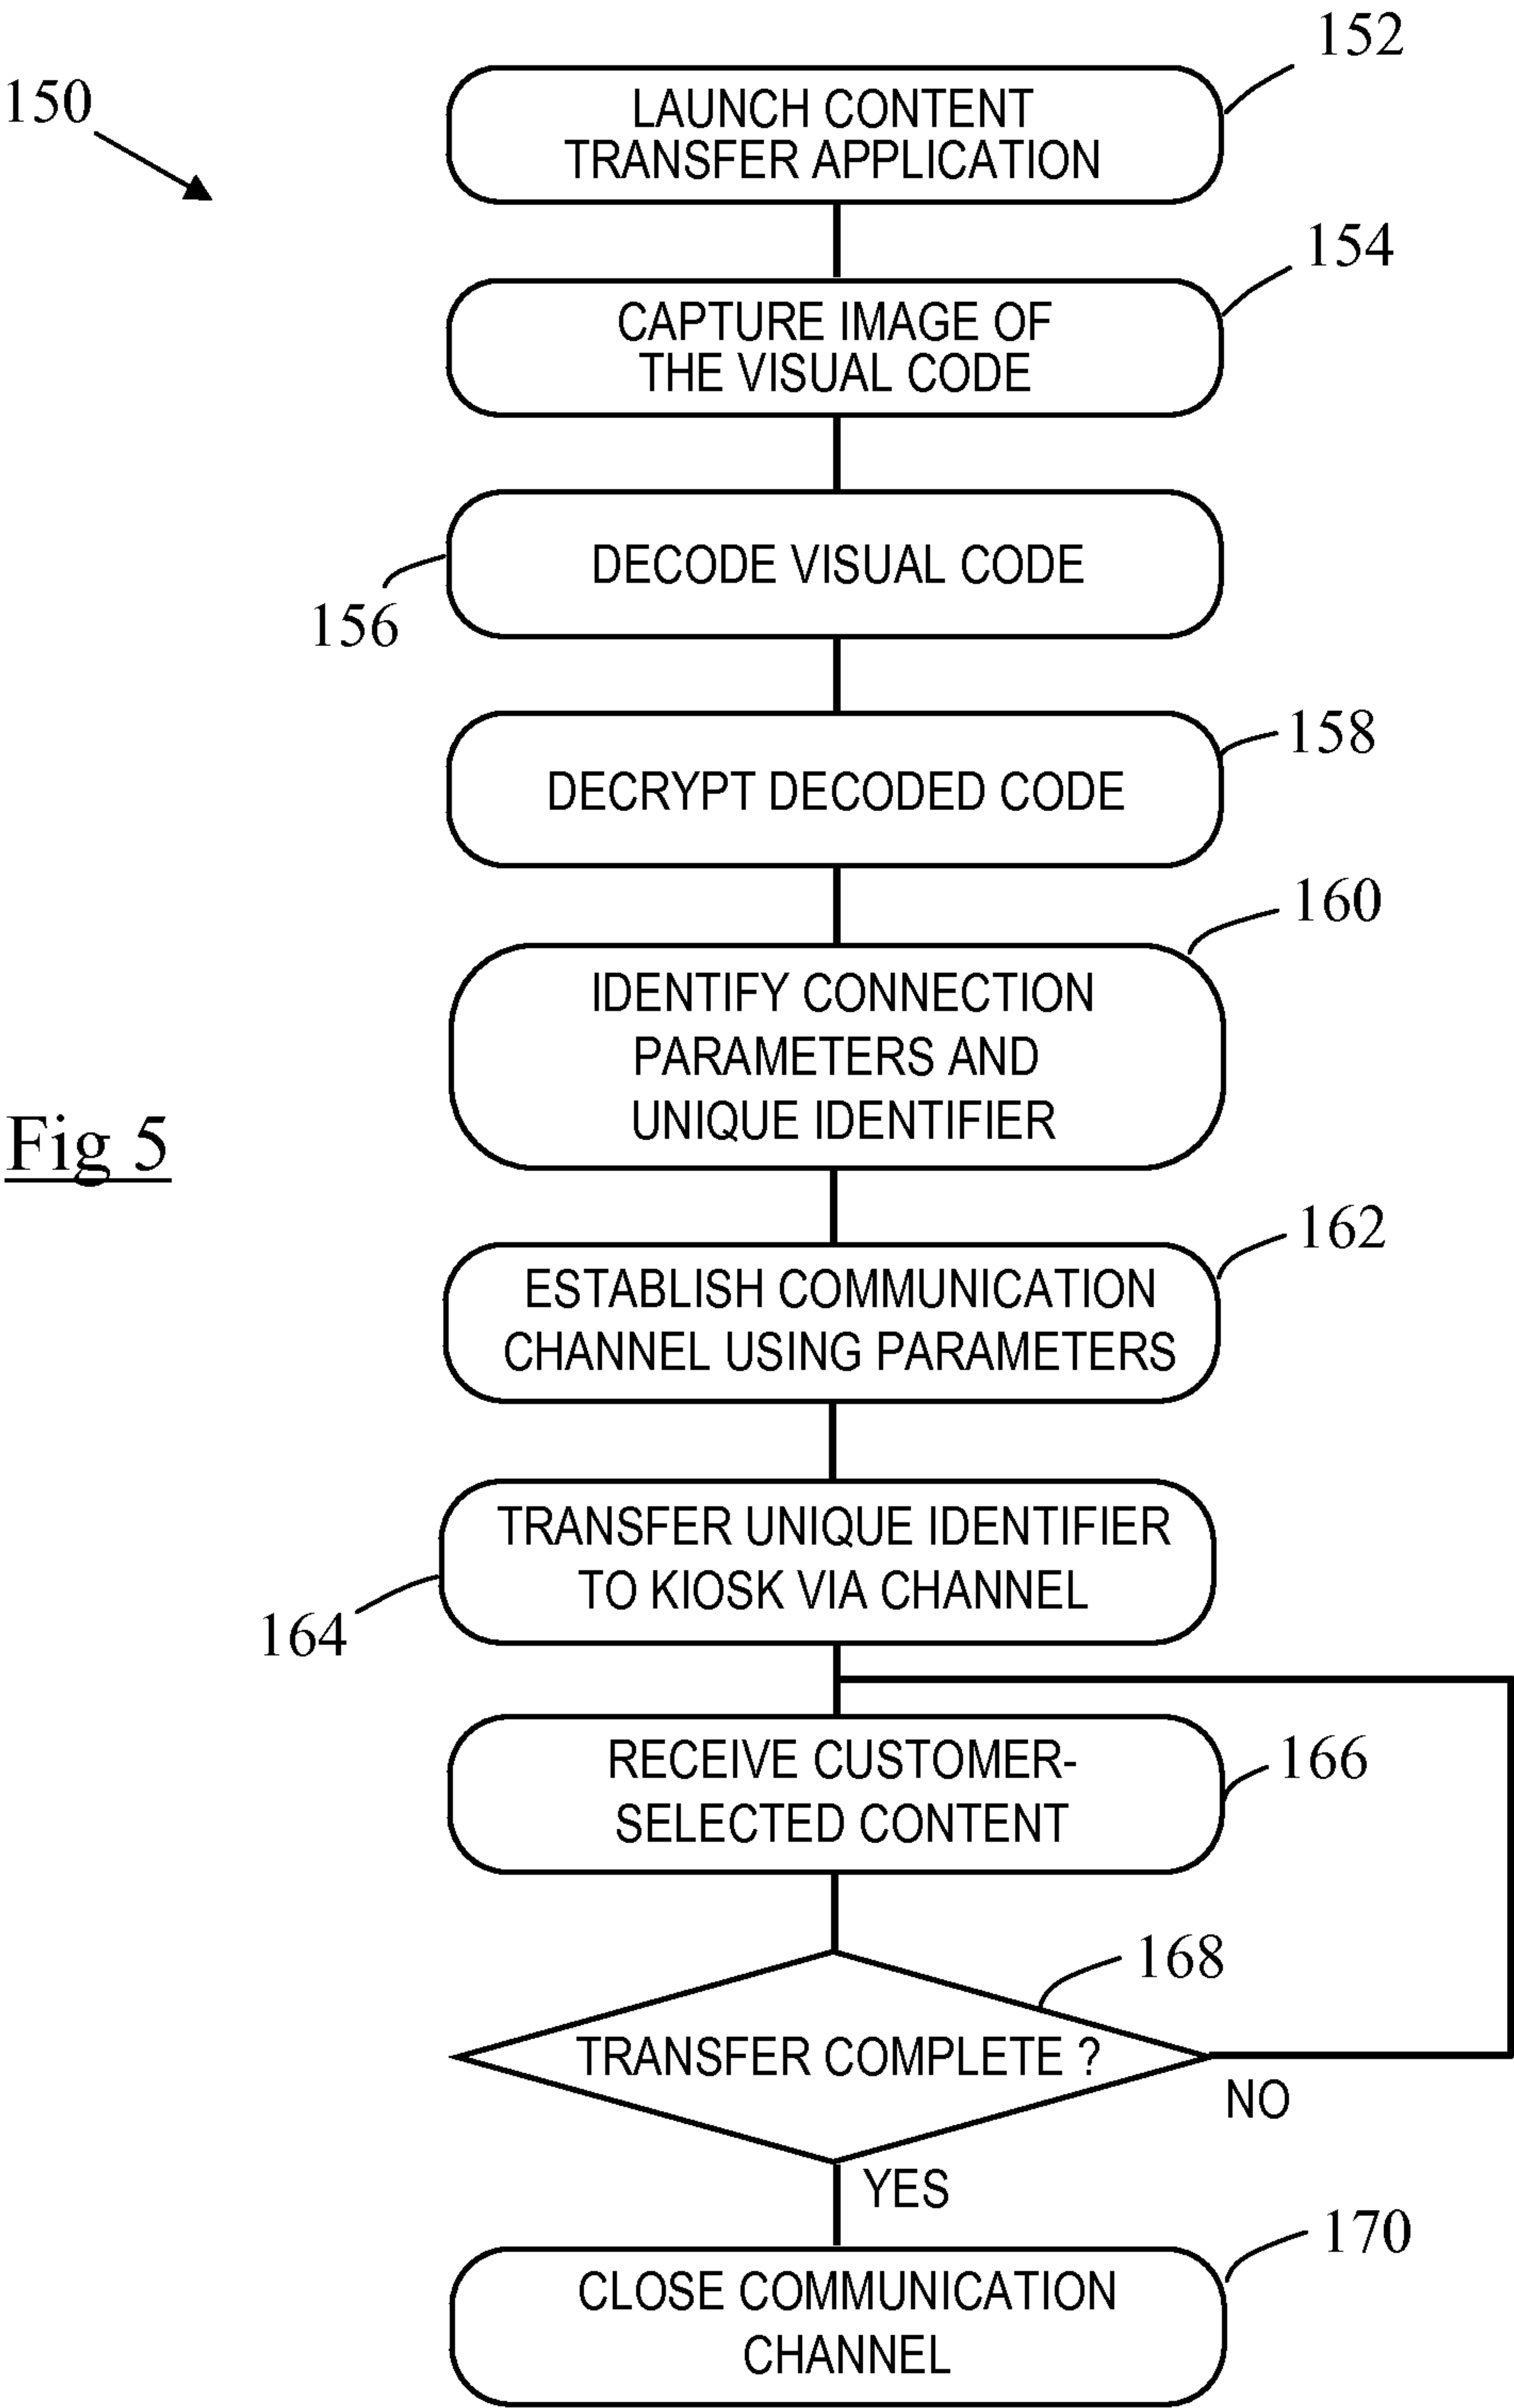 150
152
LAUNCH CONTENT
TRANSFER APPLICATION
154
CAPTURE IMAGE OF
THE VISUAL CODE
DECODE VISUAL CODE
156
158
DECRYPT DECODED CODE
160
IDENTIFY CONNECTION
PARAMETERS AND
UNIQUE IDENTIFIER
Fig 5
162
ESTABLISH COMMUNICATION
CHANNEL USING PARAMETERS
TRANSFER UNIQUE IDENTIFIER
TO KIOSK VIA CHANNEL
164
RECEIVE CUSTOMER-
SELECTED CONTENT
166
168
TRANSFER COMPLETE ?
NO
YES
170
CLOSE COMMUNICATION
CHANNEL